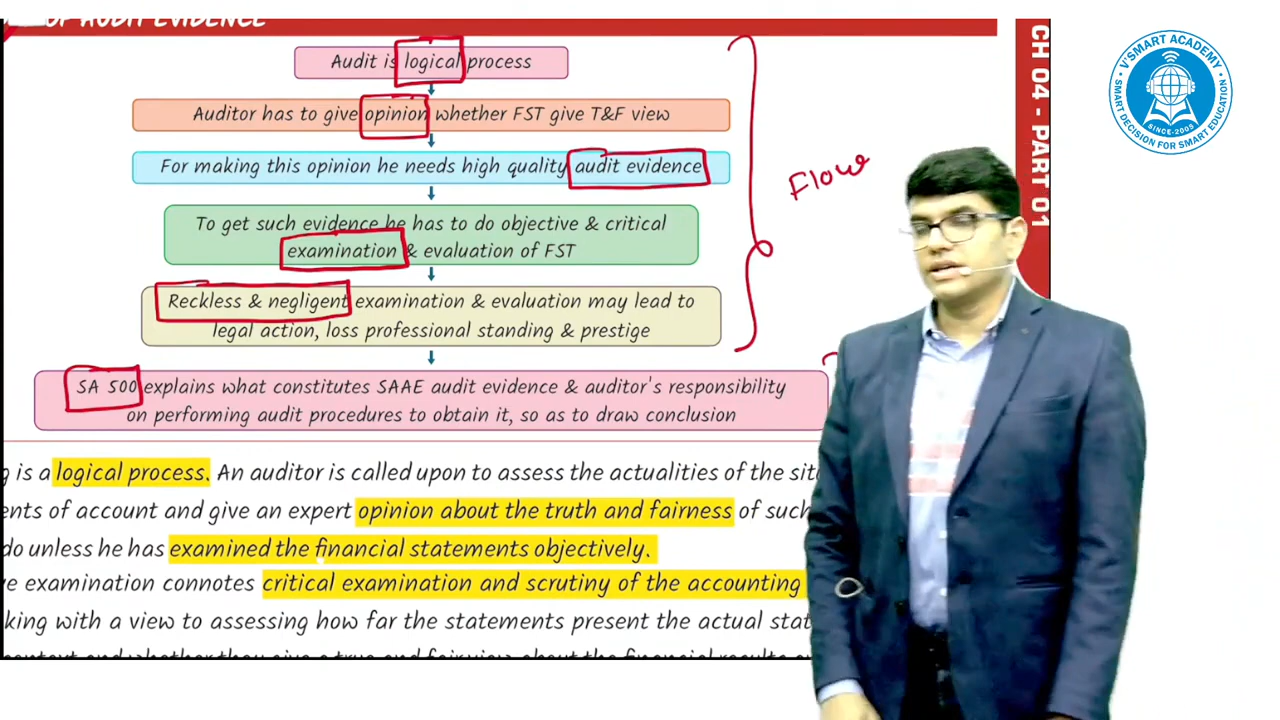 OF AUDIT EVIDENCE
Audit is logical process
Auditor has to give opinion whether FST give T&F view
For making this opinion he needs high quality audit evidence
To get such evidence he has to do objective & critical
examination & evaluation of FST
Reckless & negligent examination & evaluation may lead to
legal action, loss professional standing & prestige
SA 500 explains what constitutes SAAE audit evidence & auditor's responsibility
on performing audit procedures to obtain it, so as to draw conclusion
Flow
CH 04 - PART 01
V'SMART ACADEMY
SINCE-2009
SMART DECISION FOR SMART EDUCATION
g is a logical process. An auditor is called upon to assess the actualities of the sit
ents of account and give an expert opinion about the truth and fairness of such
do unless he has examined the financial statements objectively.
ve examination connotes critical examination and scrutiny of the accounting
king with a view to assessing how far the statements present the actual stat